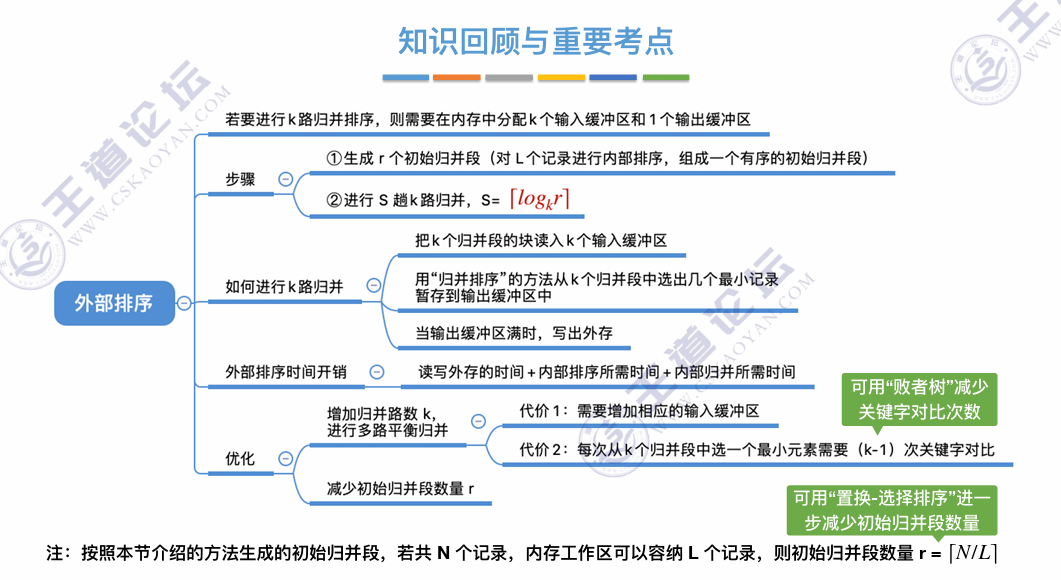 知识回顾与重要考点
若要进行k路归并排序，则需要在内存中分配k个输入缓冲区和1个输出缓冲区
①生成 r 个初始归并段（对 L 个记录进行内部排序，组成一个有序的初始归并段）
步骤
②进行 S 趟k路归并，S= ⌈logₖr⌉
把k个归并段的块读入k个输入缓冲区
用“归并排序”的方法从k个归并段中选出几个最小记录
暂存到输出缓冲区中
如何进行k路归并
当输出缓冲区满时，写出外存
外部排序
外部排序时间开销
读写外存的时间+内部排序所需时间+内部归并所需时间
可用“败者树”减少
关键字对比次数
增加归并路数 k，
进行多路平衡归并
代价1：需要增加相应的输入缓冲区
代价2：每次从k个归并段中选一个最小元素需要（k-1）次关键字对比
优化
减少初始归并段数量 r
可用“置换-选择排序”进一
步减少初始归并段数量
注：按照本节介绍的方法生成的初始归并段，若共 N 个记录，内存工作区可以容纳 L 个记录，则初始归并段数量 r = ⌈N/L⌉
王道论坛
WWW.CSKAOYAN.COM
王道论坛
WWW.CSKAOYAN.COM